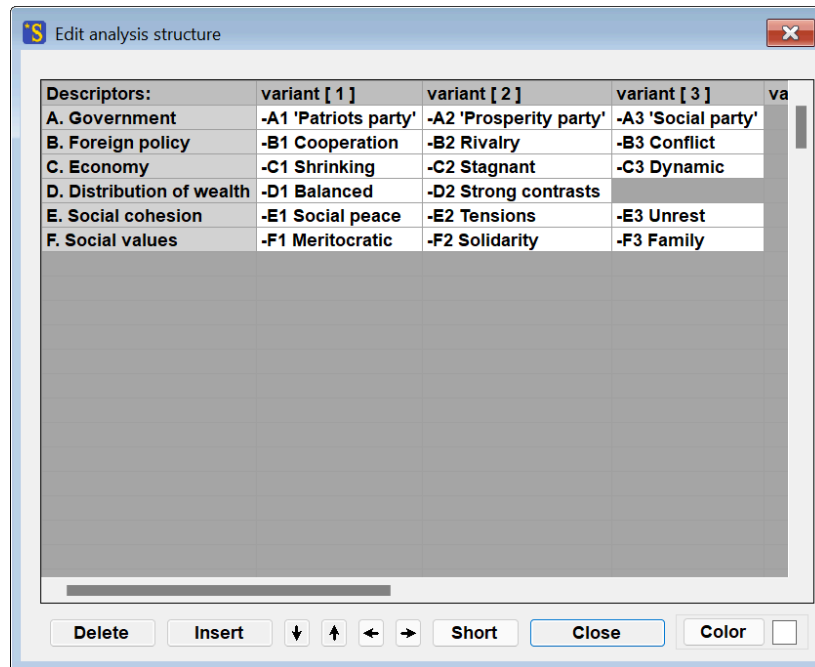 Edit analysis structure
Descriptors: variant [ 1 ] variant [ 2 ] variant [ 3 ] va
A. Government -A1 'Patriots party' -A2 'Prosperity party' -A3 'Social party'
B. Foreign policy -B1 Cooperation -B2 Rivalry -B3 Conflict
C. Economy -C1 Shrinking -C2 Stagnant -C3 Dynamic
D. Distribution of wealth -D1 Balanced -D2 Strong contrasts
E. Social cohesion -E1 Social peace -E2 Tensions -E3 Unrest
F. Social values -F1 Meritocratic -F2 Solidarity -F3 Family
Delete Insert Short Close Color